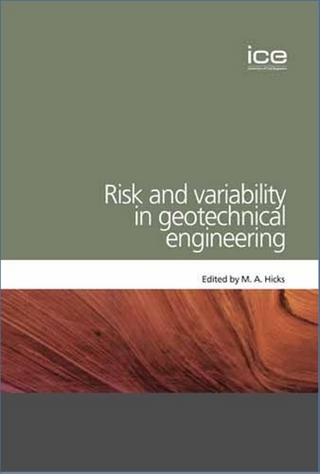 ice
Risk and variability
in geotechnical
engineering
Edited by M. A. Hicks